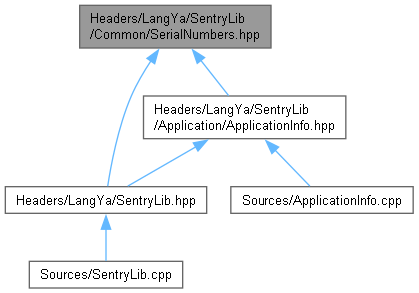 Headers/LangYa/SentryLib
/Common/SerialNumbers.hpp
Headers/LangYa/SentryLib
/Application/ApplicationInfo.hpp
Headers/LangYa/SentryLib.hpp
Sources/ApplicationInfo.cpp
Sources/SentryLib.cpp